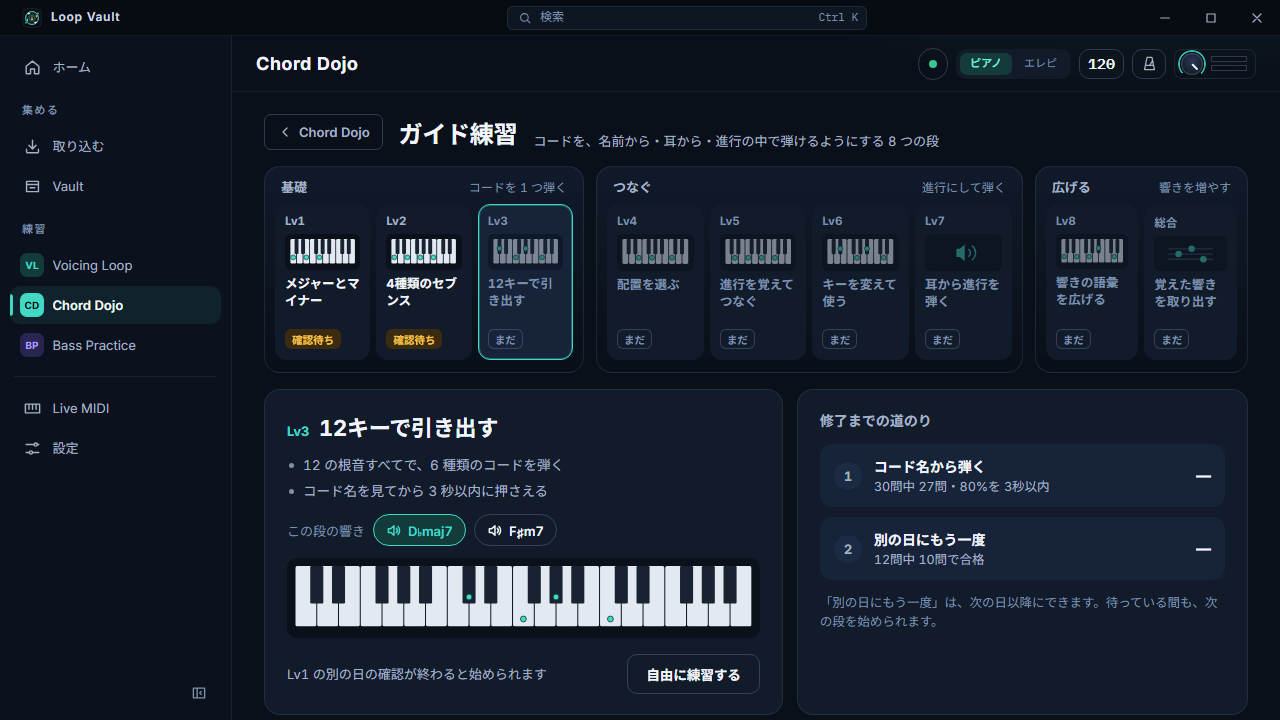 Loop Vault
検索
Ctrl K
ホーム
集める
取り込む
Vault
練習
VL Voicing Loop
CD Chord Dojo
BP Bass Practice
Live MIDI
設定
Chord Dojo
ピアノ エレピ 120
Chord Dojo
ガイド練習
コードを、名前から・耳から・進行の中で弾けるようにする 8 つの段
基礎 コードを 1 つ弾く
Lv1
メジャーとマ
イナー
確認待ち
Lv2
4種類のセブ
ンス
確認待ち
Lv3
12キーで引
き出す
まだ
つなぐ 進行にして弾く
Lv4
配置を選ぶ
まだ
Lv5
進行を覚えて
つなぐ
まだ
Lv6
キーを変えて
使う
まだ
Lv7
耳から進行を
弾く
まだ
広げる 響きを増やす
Lv8
響きの語彙
を広げる
まだ
総合
覚えた響き
を取り出す
まだ
Lv3 12キーで引き出す
12 の根音すべてで、6 種類のコードを弾く
コード名を見てから 3 秒以内に押さえる
この段の響き D♭maj7 F♯m7
Lv1 の別の日の確認が終わると始められます
自由に練習する
修了までの道のり
1 コード名から弾く
30問中 27問・80%を 3秒以内
—
2 別の日にもう一度
12問中 10問で合格
—
「別の日にもう一度」は、次の日以降にできます。待っている間も、次
の段を始められます。